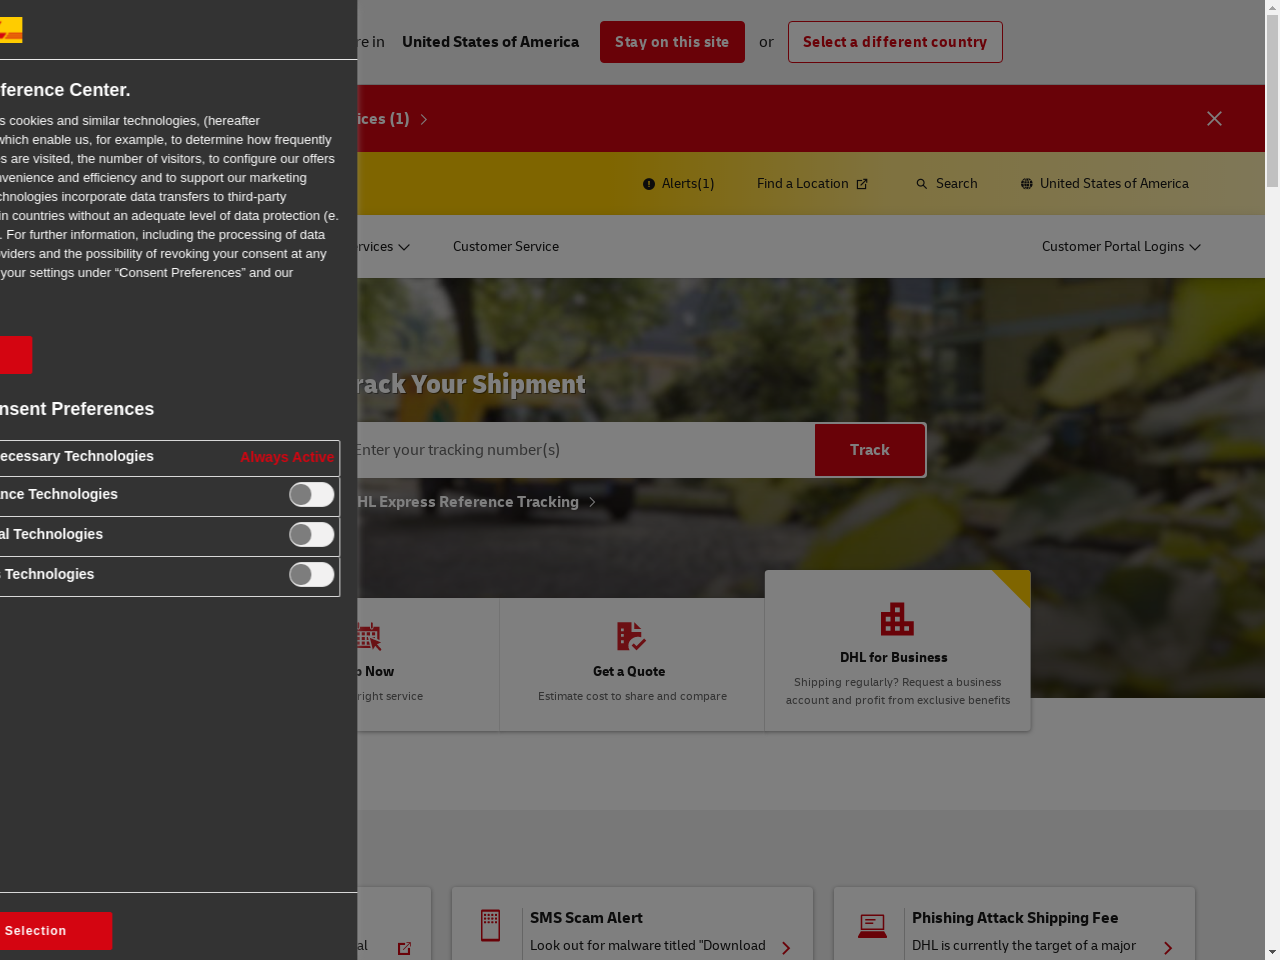 re in United States of America Stay on this site or Select a different country
ices (1)
Alerts(1) Find a Location Search United States of America
ervices Customer Service Customer Portal Logins
ference Center.
s cookies and similar technologies, (hereafter
which enable us, for example, to determine how frequently
es are visited, the number of visitors, to configure our offers
nvenience and efficiency and to support our marketing
chnologies incorporate data transfers to third-party
in countries without an adequate level of data protection (e.
. For further information, including the processing of data
oviders and the possibility of revoking your consent at any
your settings under “Consent Preferences” and our
nsent Preferences
ecessary Technologies Always Active
nce Technologies
al Technologies
s Technologies
Selection
rack Your Shipment
Enter your tracking number(s) Track
HL Express Reference Tracking
p Now
right service
Get a Quote
Estimate cost to share and compare
DHL for Business
Shipping regularly? Request a business
account and profit from exclusive benefits
al
SMS Scam Alert
Look out for malware titled "Download
Phishing Attack Shipping Fee
DHL is currently the target of a major